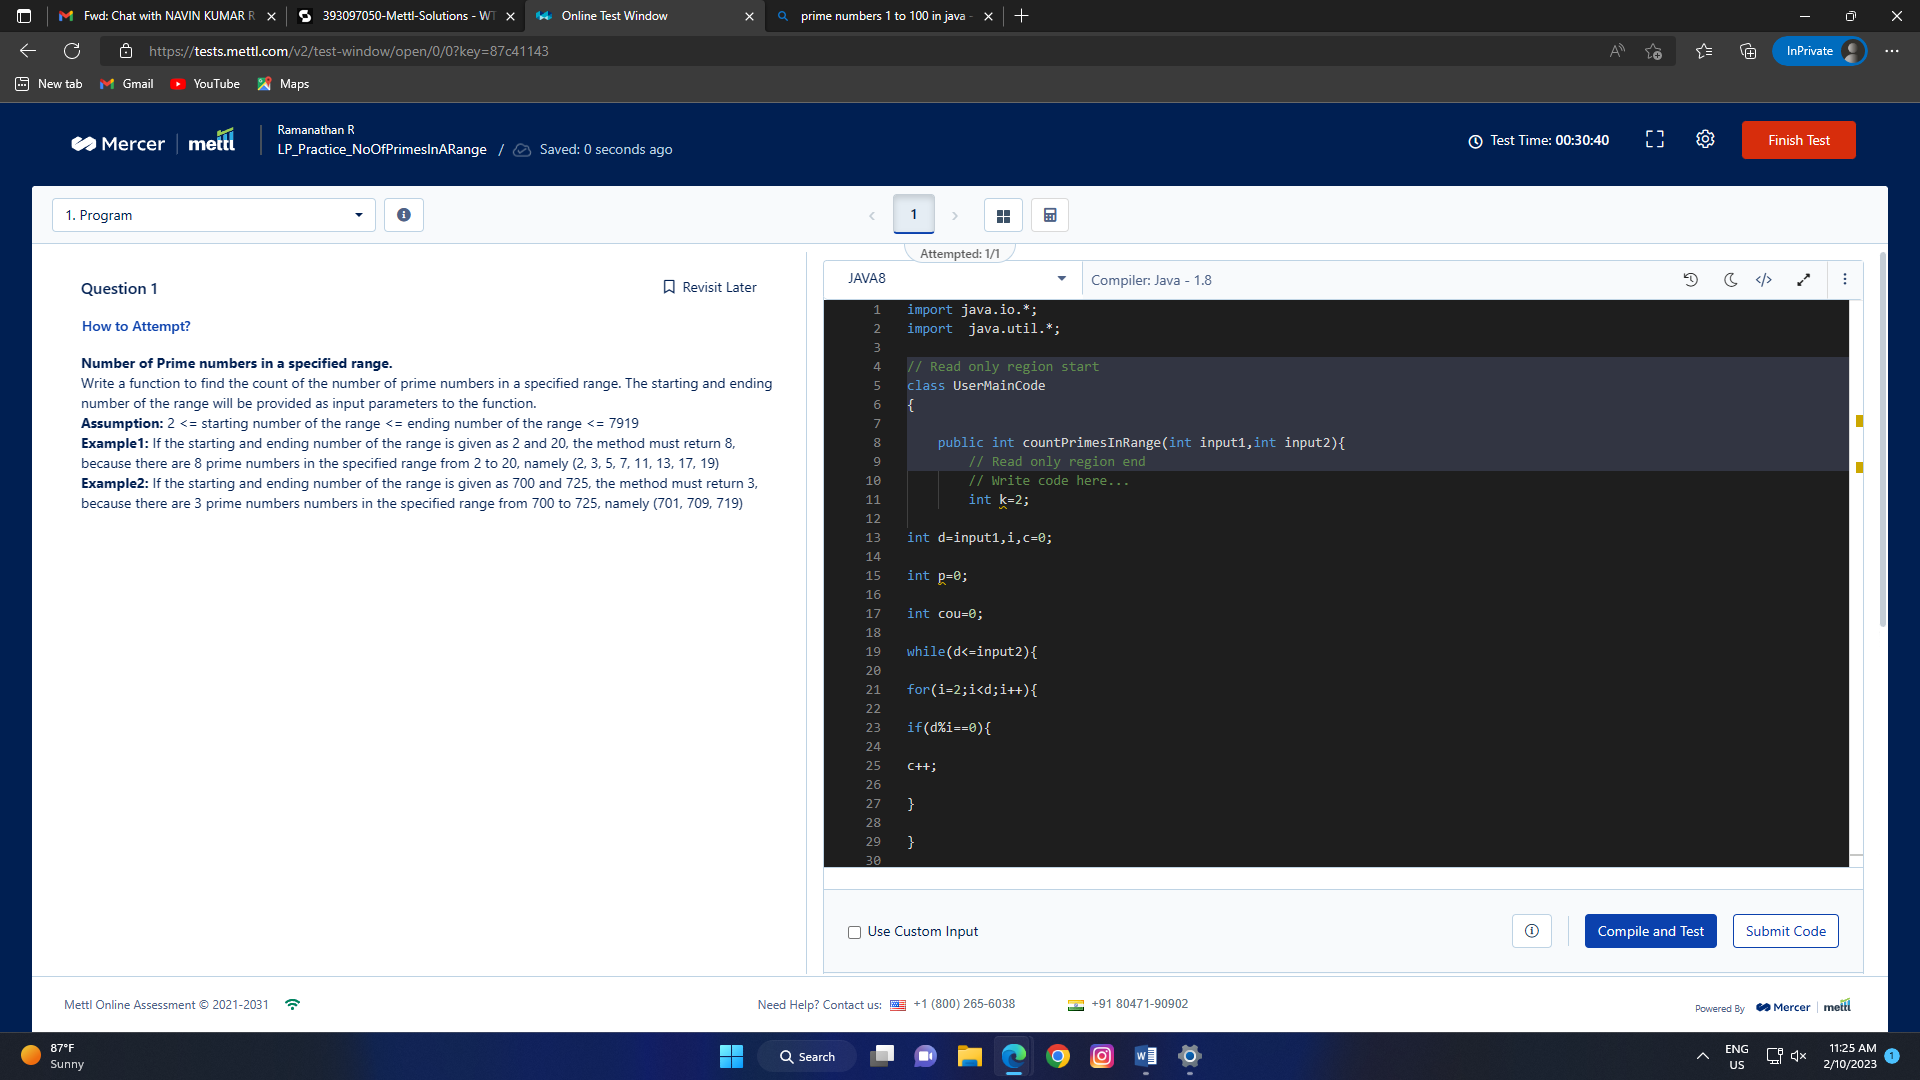 Fwd: Chat with NAVIN KUMAR R
393097050-Mettl-Solutions - WT
Online Test Window
prime numbers 1 to 100 in java -
https://tests.mettl.com/v2/test-window/open/0/0?key=87c41143
InPrivate
New tab
Gmail
YouTube
Maps
Mercer
mettl
Ramanathan R
LP_Practice_NoOfPrimesInARange / Saved: 0 seconds ago
Test Time: 00:30:40
Finish Test
1. Program
1
Attempted: 1/1
Question 1
Revisit Later
How to Attempt?
Number of Prime numbers in a specified range.
Write a function to find the count of the number of prime numbers in a specified range. The starting and ending
number of the range will be provided as input parameters to the function.
Assumption: 2 <= starting number of the range <= ending number of the range <= 7919
Example1: If the starting and ending number of the range is given as 2 and 20, the method must return 8,
because there are 8 prime numbers in the specified range from 2 to 20, namely (2, 3, 5, 7, 11, 13, 17, 19)
Example2: If the starting and ending number of the range is given as 700 and 725, the method must return 3,
because there are 3 prime numbers numbers in the specified range from 700 to 725, namely (701, 709, 719)
JAVA8
Compiler: Java - 1.8
1 import java.io.*;
2 import  java.util.*;
3
4 // Read only region start
5 class UserMainCode
6 {
7
8 public int countPrimesInRange(int input1,int input2){
9 // Read only region end
10 // Write code here...
11 int k=2;
12
13 int d=input1,i,c=0;
14
15 int p=0;
16
17 int cou=0;
18
19 while(d<=input2){
20
21 for(i=2;i<d;i++){
22
23 if(d%i==0){
24
25 c++;
26
27 }
28
29 }
30
Use Custom Input
Compile and Test
Submit Code
Mettl Online Assessment © 2021-2031
Need Help? Contact us: +1 (800) 265-6038
+91 80471-90902
Powered By Mercer mettl
87°F
Sunny
Search
ENG
US
11:25 AM
2/10/2023
1